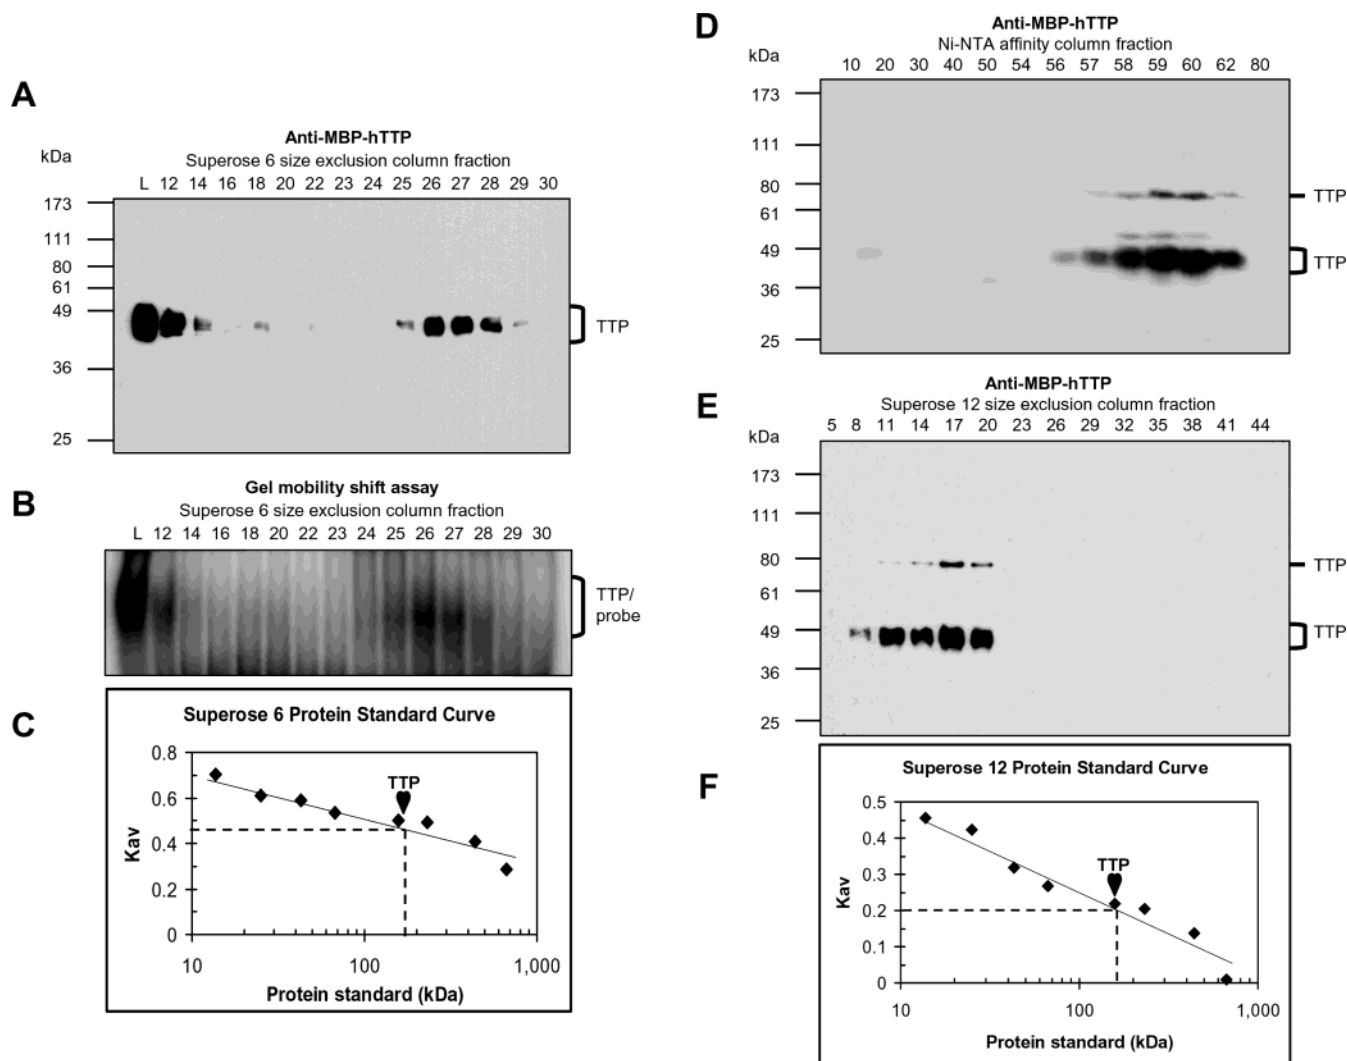 A
Anti-MBP-hTTP
kDa
Superose 6 size exclusion column fraction
L 12 14 16 18 20 22 23 24 25 26 27 28 29 30
173
111
80
61
49
36
25
TTP
B
Gel mobility shift assay
Superose 6 size exclusion column fraction
L 12 14 16 18 20 22 23 24 25 26 27 28 29 30
TTP/
probe
C
Superose 6 Protein Standard Curve
0.8
0.6
0.4
0.2
0
Kav
TTP
10 100 1,000
Protein standard (kDa)
D
Anti-MBP-hTTP
kDa
Ni-NTA affinity column fraction
10 20 30 40 50 54 56 57 58 59 60 62 80
173
111
80
61
49
36
25
TTP
TTP
E
Anti-MBP-hTTP
Superose 12 size exclusion column fraction
kDa
5 8 11 14 17 20 23 26 29 32 35 38 41 44
173
111
80
61
49
36
25
TTP
TTP
F
Superose 12 Protein Standard Curve
0.5
0.4
0.3
0.2
0.1
0
Kav
TTP
10 100 1,000
Protein standard (kDa)